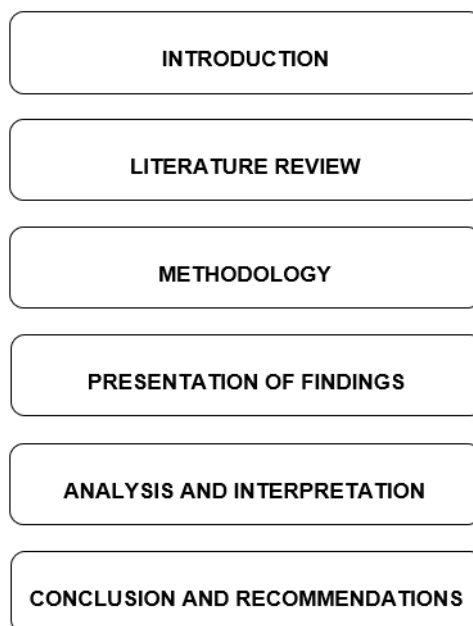 INTRODUCTION
LITERATURE REVIEW
METHODOLOGY
PRESENTATION OF FINDINGS
ANALYSIS AND INTERPRETATION
CONCLUSION AND RECOMMENDATIONS